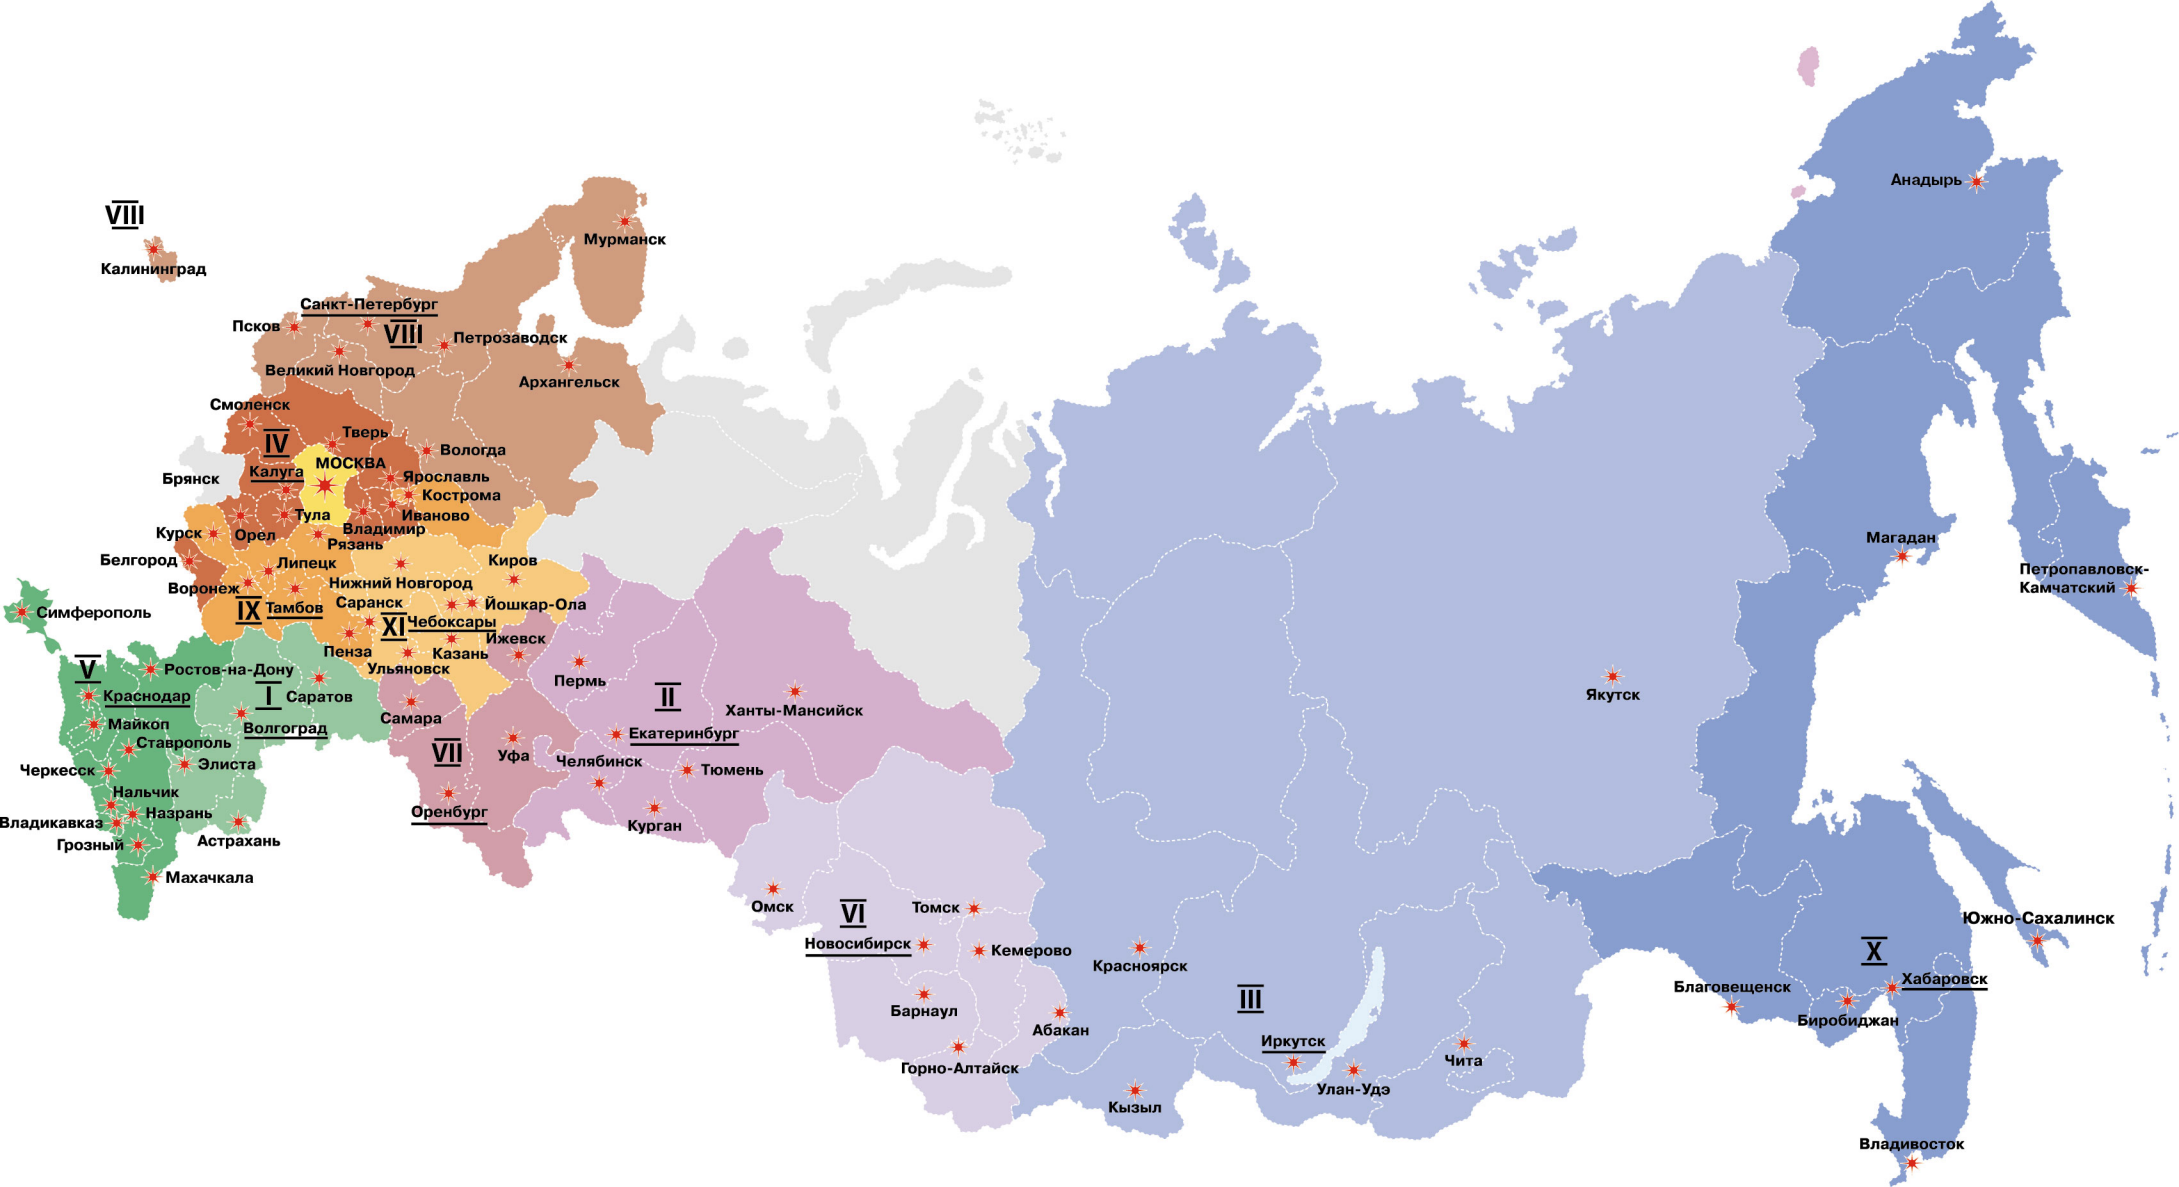 VIII
Калининград
Мурманск
Санкт-Петербург
VIII
Псков
Петрозаводск
Великий Новгород
Архангельск
Смоленск
IV
Тверь
Вологда
МОСКВА
Калуга
Брянск
Ярославль
Кострома
Тула
Иваново
Владимир
Курск
Орел
Рязань
Белгород
Липецк
Киров
Воронеж
Нижний Новгород
IX
Тамбов
Саранск
Йошкар-Ола
XI
Чебоксары
Симферополь
Пенза
Казань
Ижевск
Ульяновск
V
Ростов-на-Дону
Краснодар
I
Саратов
Майкоп
Волгоград
Самара
Ставрополь
Черкесск
Элиста
Нальчик
Назрань
Владикавказ
Грозный
Астрахань
Махачкала
VII
Уфа
Оренбург
Пермь
II
Ханты-Мансийск
Екатеринбург
Челябинск
Тюмень
Курган
Омск
VI
Томск
Новосибирск
Кемерово
Барнаул
Абакан
Горно-Алтайск
Красноярск
Кызыл
III
Иркутск
Улан-Удэ
Чита
Якутск
Анадырь
Магадан
Петропавловск-
Камчатский
Южно-Сахалинск
X
Хабаровск
Благовещенск
Биробиджан
Владивосток